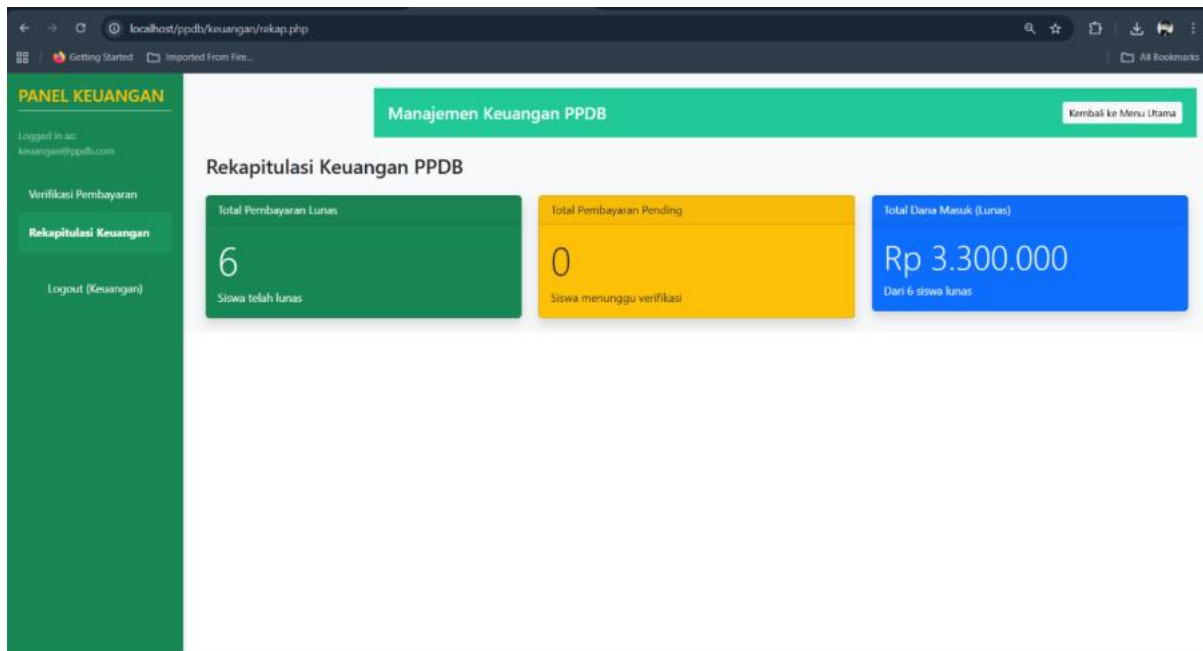 localhost/ppdb/keuangan/rekap.php
Getting Started
Imported From Fire...
All Bookmarks
PANEL KEUANGAN
Logged in as:
keuangan@ppdb.com
Verifikasi Pembayaran
Rekapitulasi Keuangan
Logout (Keuangan)
Manajemen Keuangan PPDB
Kembali ke Menu Utama
Rekapitulasi Keuangan PPDB
Total Pembayaran Lunas
6
Siswa telah lunas
Total Pembayaran Pending
0
Siswa menunggu verifikasi
Total Dana Masuk (Lunas)
Rp 3.300.000
Dari 6 siswa lunas